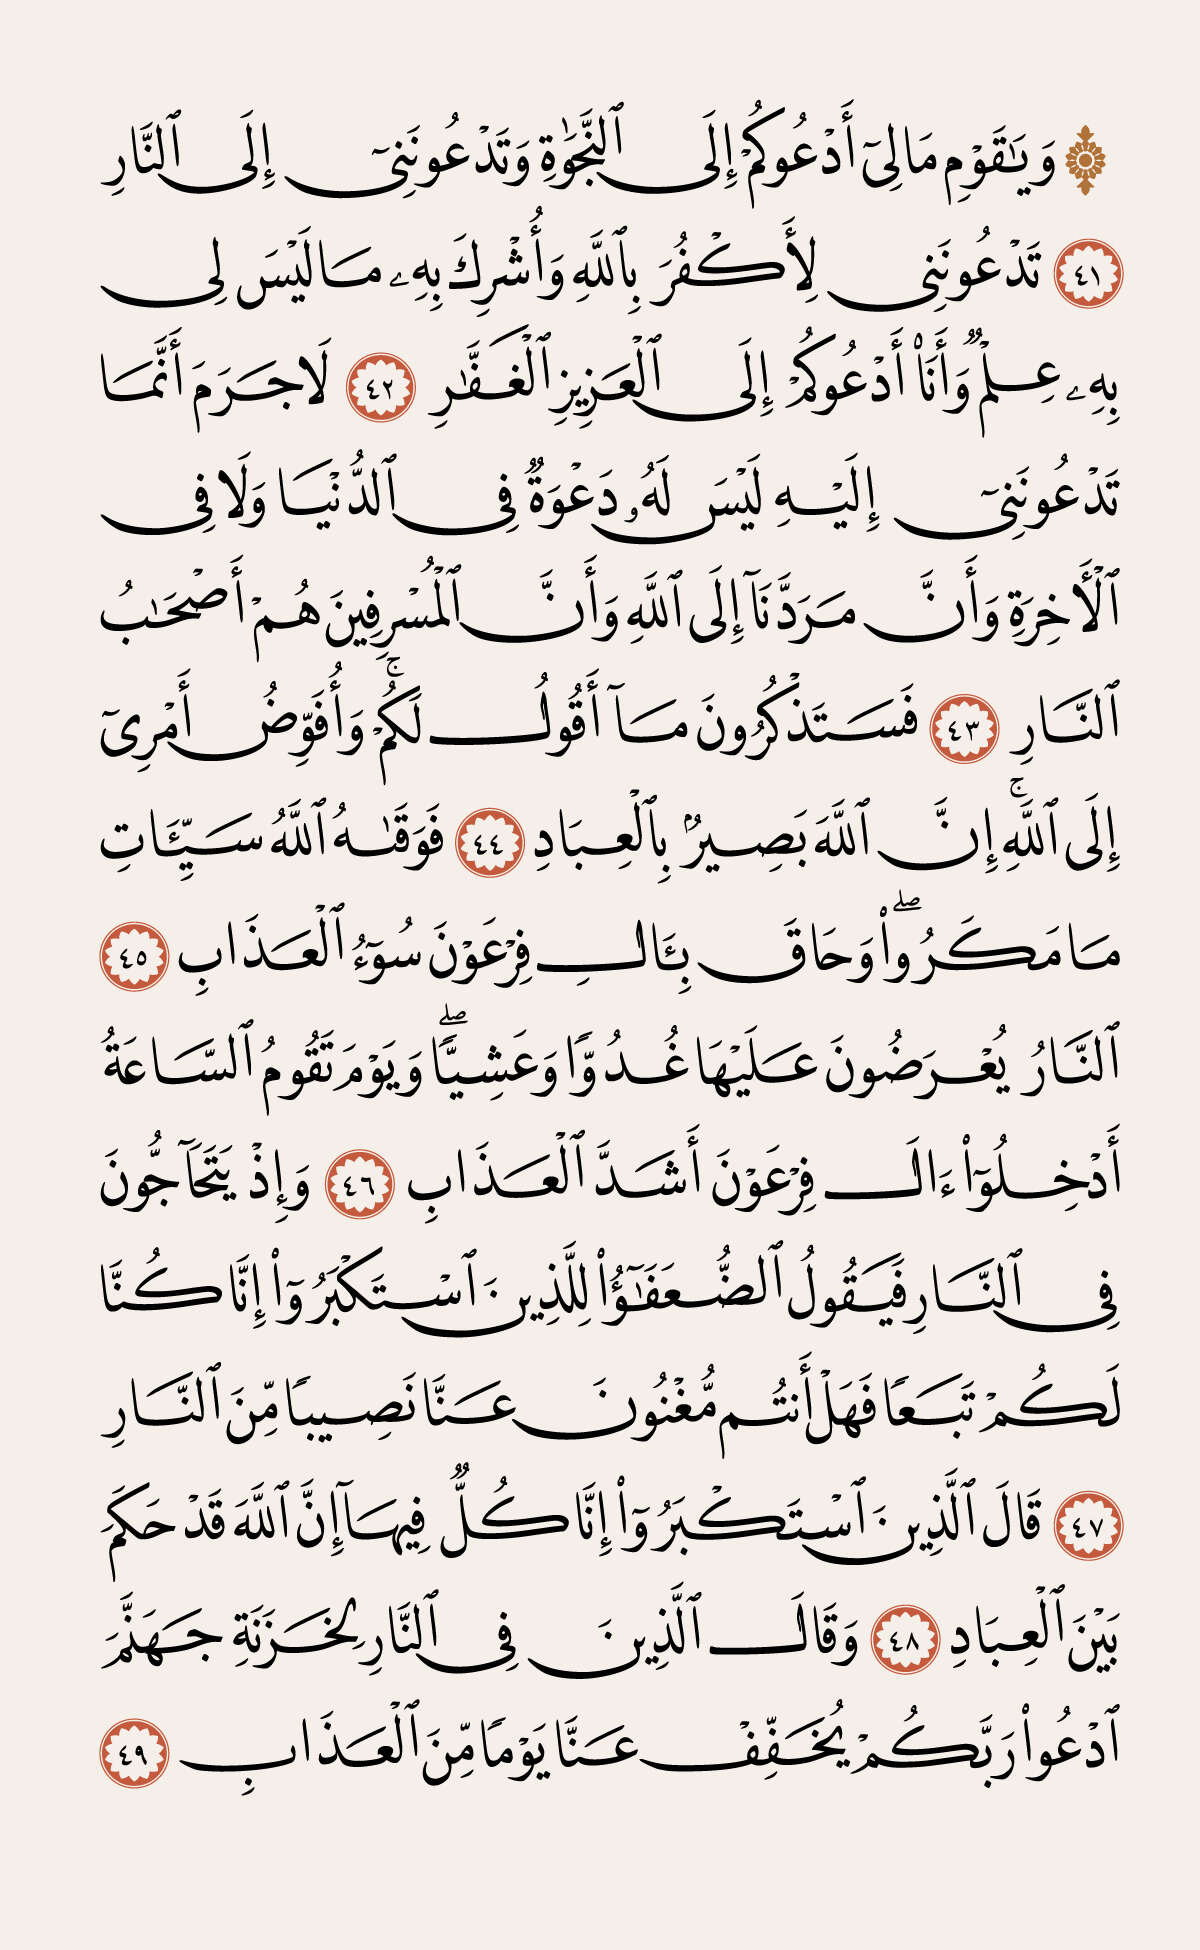 ۞ وَيَٰقَوْمِ مَا لِىٓ أَدْعُوكُمْ إِلَى ٱلنَّجَوٰةِ وَتَدْعُونَنِىٓ إِلَى ٱلنَّارِ
٤١ تَدْعُونَنِى لِأَكْفُرَ بِٱللَّهِ وَأُشْرِكَ بِهِۦ مَا لَيْسَ لِى
بِهِۦ عِلْمٌ وَأَنَا۠ أَدْعُوكُمْ إِلَى ٱلْعَزِيزِ ٱلْغَفَّٰرِ ٤٢ لَا جَرَمَ أَنَّمَا
تَدْعُونَنِىٓ إِلَيْهِ لَيْسَ لَهُۥ دَعْوَةٌ فِى ٱلدُّنْيَا وَلَا فِى
ٱلْأَخِرَةِ وَأَنَّ مَرَدَّنَآ إِلَى ٱللَّهِ وَأَنَّ ٱلْمُسْرِفِينَ هُمْ أَصْحَٰبُ
ٱلنَّارِ ٤٣ فَسَتَذْكُرُونَ مَآ أَقُولُ لَكُمْ ۚ وَأُفَوِّضُ أَمْرِىٓ
إِلَى ٱللَّهِ ۚ إِنَّ ٱللَّهَ بَصِيرٌۢ بِٱلْعِبَادِ ٤٤ فَوَقَىٰهُ ٱللَّهُ سَيِّـَٔاتِ
مَا مَكَرُوا۟ ۖ وَحَاقَ بِـَٔالِ فِرْعَوْنَ سُوٓءُ ٱلْعَذَابِ ٤٥
ٱلنَّارُ يُعْرَضُونَ عَلَيْهَا غُدُوًّا وَعَشِيًّا ۖ وَيَوْمَ تَقُومُ ٱلسَّاعَةُ
أَدْخِلُوٓا۟ ءَالَ فِرْعَوْنَ أَشَدَّ ٱلْعَذَابِ ٤٦ وَإِذْ يَتَحَآجُّونَ
فِى ٱلنَّارِ فَيَقُولُ ٱلضُّعَفَٰٓؤُا۟ لِلَّذِينَ ٱسْتَكْبَرُوٓا۟ إِنَّا كُنَّا
لَكُمْ تَبَعًا فَهَلْ أَنتُم مُّغْنُونَ عَنَّا نَصِيبًا مِّنَ ٱلنَّارِ
٤٧ قَالَ ٱلَّذِينَ ٱسْتَكْبَرُوٓا۟ إِنَّا كُلٌّ فِيهَآ إِنَّ ٱللَّهَ قَدْ حَكَمَ
بَيْنَ ٱلْعِبَادِ ٤٨ وَقَالَ ٱلَّذِينَ فِى ٱلنَّارِ لِخَزَنَةِ جَهَنَّمَ
ٱدْعُوا۟ رَبَّكُمْ يُخَفِّفْ عَنَّا يَوْمًا مِّنَ ٱلْعَذَابِ ٤٩